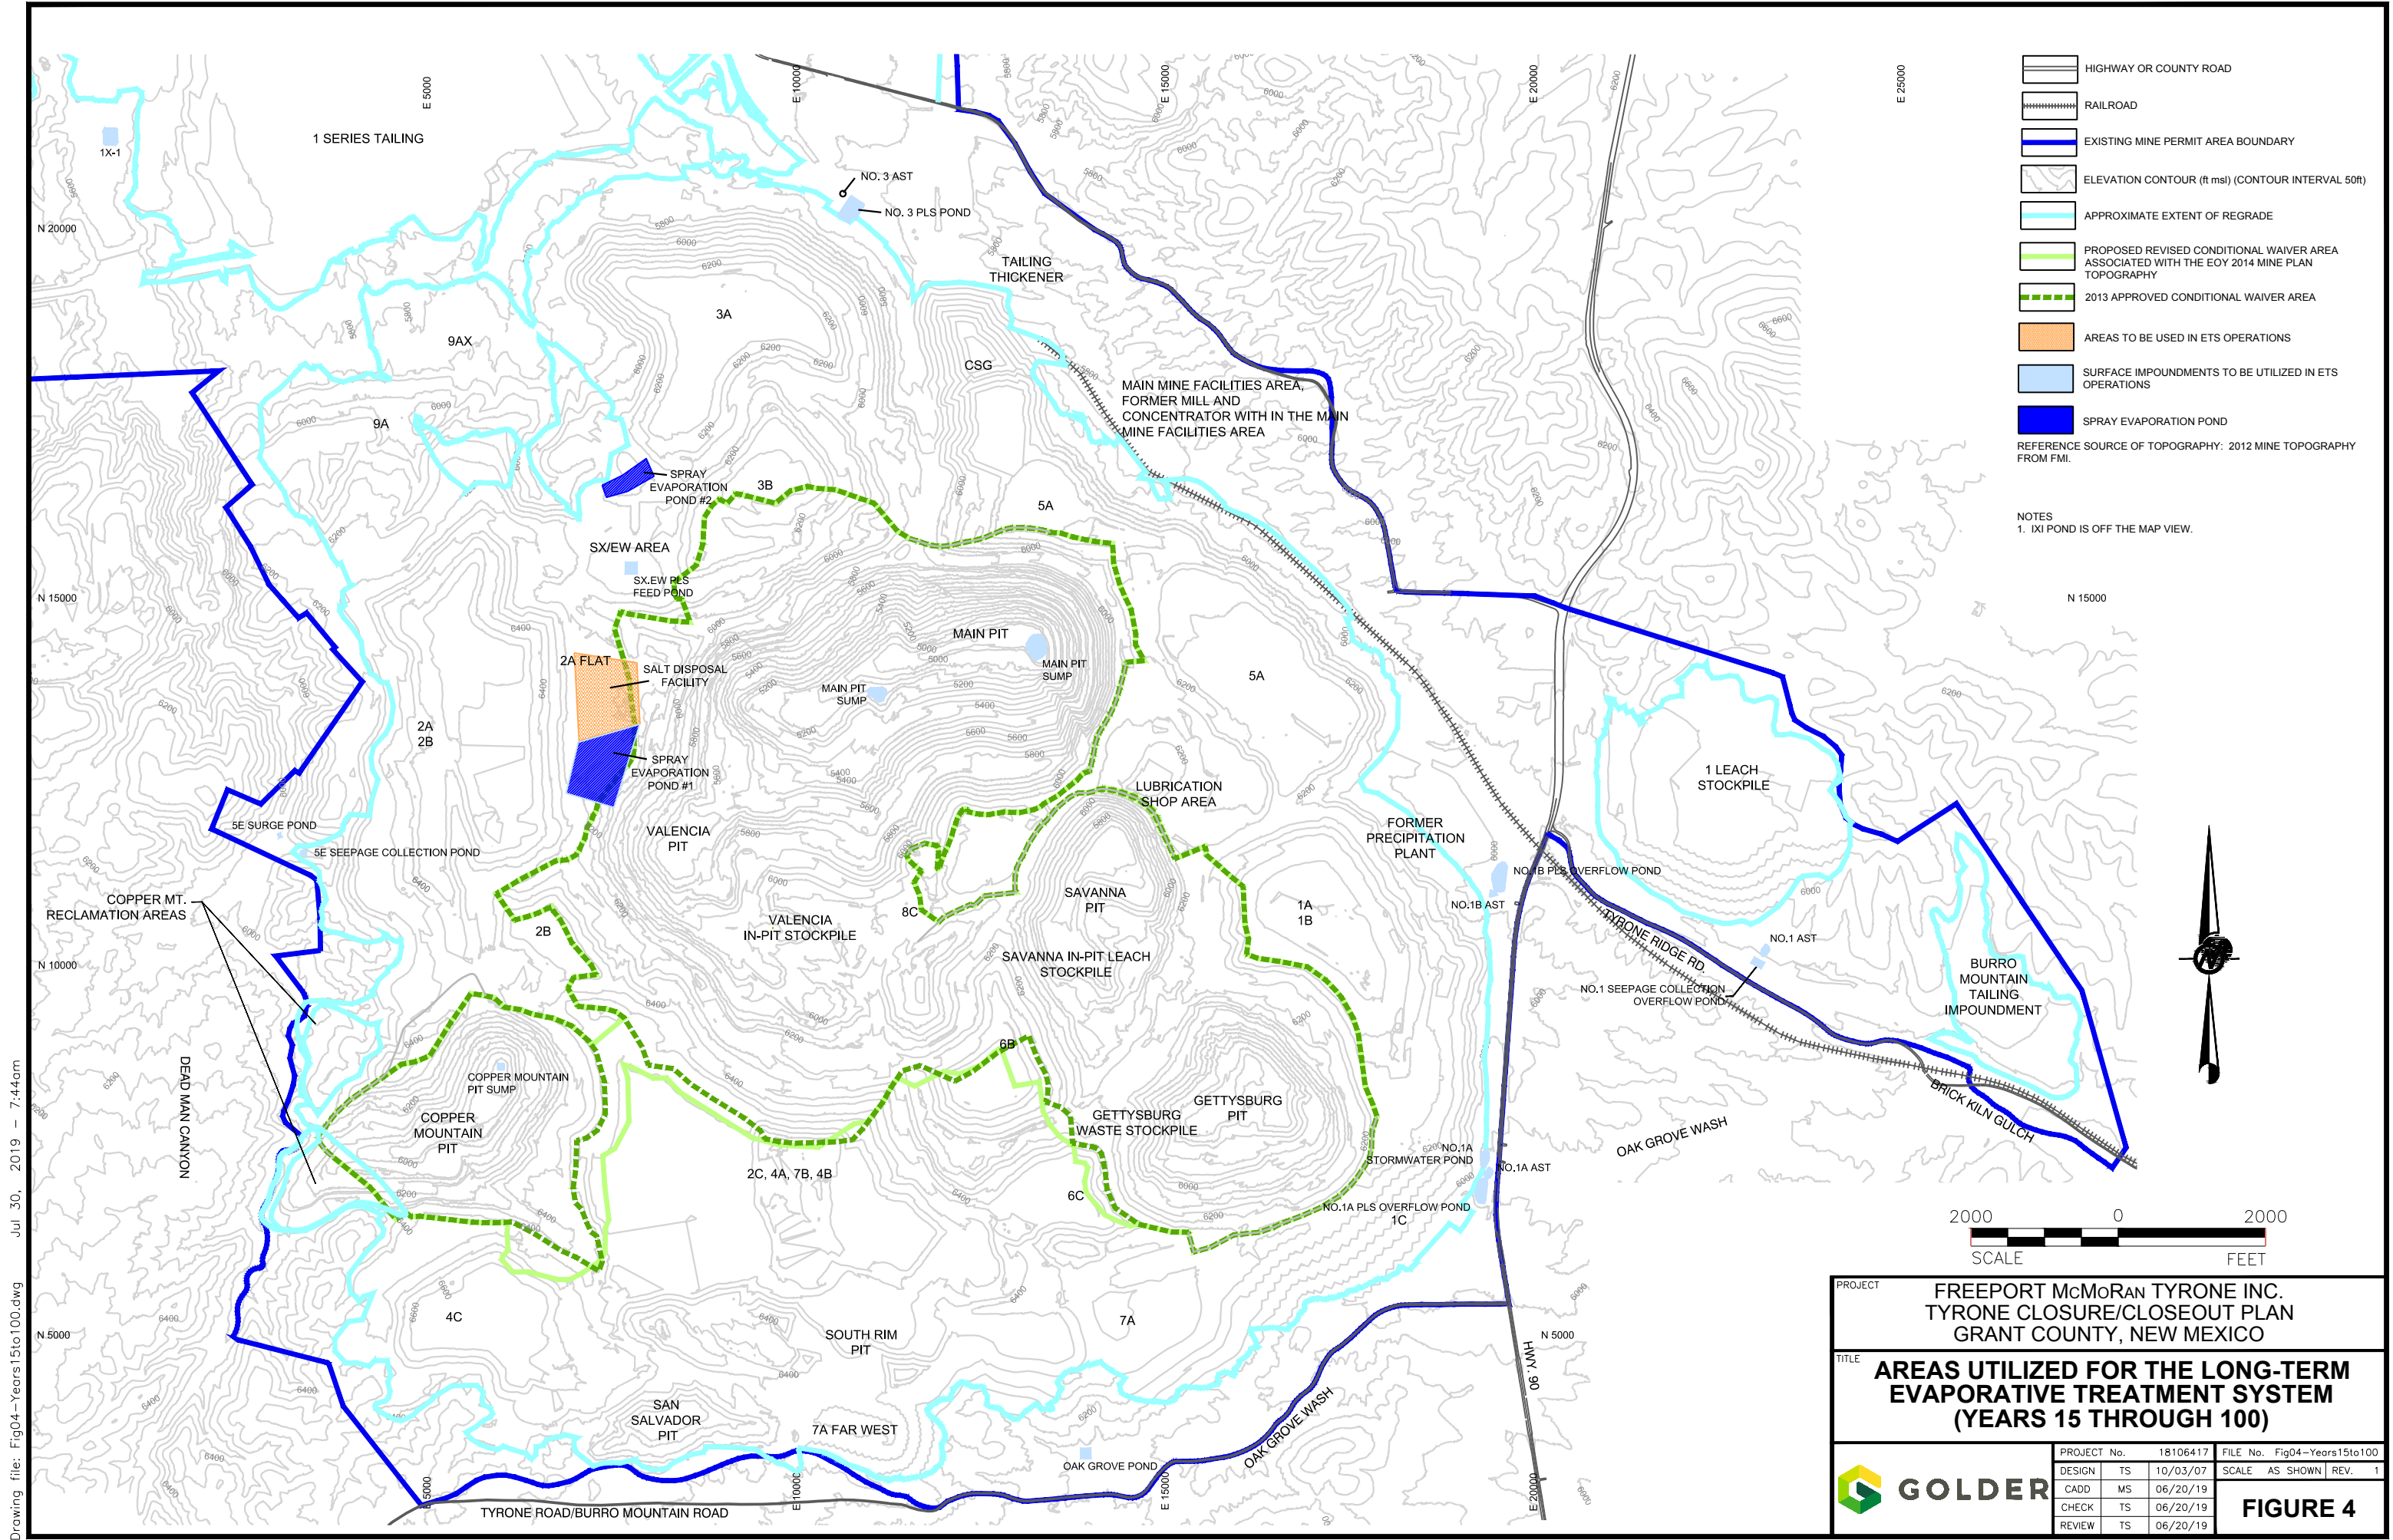 E 5000
E 10000
E 15000
E 20000
E 25000
HIGHWAY OR COUNTY ROAD
RAILROAD
EXISTING MINE PERMIT AREA BOUNDARY
ELEVATION CONTOUR (ft msl) (CONTOUR INTERVAL 50ft)
APPROXIMATE EXTENT OF REGRADE
PROPOSED REVISED CONDITIONAL WAIVER AREA
ASSOCIATED WITH THE EOY 2014 MINE PLAN
TOPOGRAPHY
2013 APPROVED CONDITIONAL WAIVER AREA
AREAS TO BE USED IN ETS OPERATIONS
SURFACE IMPOUNDMENTS TO BE UTILIZED IN ETS
OPERATIONS
SPRAY EVAPORATION POND
REFERENCE SOURCE OF TOPOGRAPHY: 2012 MINE TOPOGRAPHY
FROM FMI.
NOTES
1. IXI POND IS OFF THE MAP VIEW.
1 SERIES TAILING
1X-1
NO. 3 AST
NO. 3 PLS POND
N 20000
TAILING
THICKENER
3A
9AX
CSG
MAIN MINE FACILITIES AREA,
FORMER MILL AND
CONCENTRATOR WITH IN THE MAIN
MINE FACILITIES AREA
9A
SPRAY
EVAPORATION
POND #2
3B
5A
SX/EW AREA
SX.EW PLS
FEED POND
N 15000
N 15000
MAIN PIT
MAIN PIT
SUMP
2A FLAT
SALT DISPOSAL
FACILITY
MAIN PIT
SUMP
5A
2A
2B
SPRAY
EVAPORATION
POND #1
LUBRICATION
SHOP AREA
1 LEACH
STOCKPILE
5E SURGE POND
VALENCIA
PIT
FORMER
PRECIPITATION
PLANT
5E SEEPAGE COLLECTION POND
NO.1B PLS OVERFLOW POND
COPPER MT.
RECLAMATION AREAS
SAVANNA
PIT
NO.1B AST
1A
1B
8C
VALENCIA
IN-PIT STOCKPILE
2B
TYRONE RIDGE RD.
NO.1 AST
SAVANNA IN-PIT LEACH
STOCKPILE
N 10000
NO.1 SEEPAGE COLLECTION
OVERFLOW POND
BURRO
MOUNTAIN
TAILING
IMPOUNDMENT
6B
DEAD MAN CANYON
COPPER MOUNTAIN
PIT SUMP
COPPER
MOUNTAIN
PIT
GETTYSBURG
PIT
GETTYSBURG
WASTE STOCKPILE
BRICK KILN GULCH
OAK GROVE WASH
NO.1A
STORMWATER POND
NO.1A AST
2C, 4A, 7B, 4B
6C
NO.1A PLS OVERFLOW POND
1C
4C
7A
N 5000
SOUTH RIM
PIT
N 5000
HWY. 90
SAN
SALVADOR
PIT
7A FAR WEST
OAK GROVE WASH
OAK GROVE POND
E 5000
E 10000
E 15000
E 20000
TYRONE ROAD/BURRO MOUNTAIN ROAD
2000 0 2000
SCALE FEET
PROJECT
FREEPORT McMoRan TYRONE INC.
TYRONE CLOSURE/CLOSEOUT PLAN
GRANT COUNTY, NEW MEXICO
TITLE
AREAS UTILIZED FOR THE LONG-TERM
EVAPORATIVE TREATMENT SYSTEM
(YEARS 15 THROUGH 100)
GOLDER
PROJECT No. 18106417 FILE No. Fig04-Years15to100
DESIGN TS 10/03/07 SCALE AS SHOWN REV. 1
CADD MS 06/20/19
CHECK TS 06/20/19
REVIEW TS 06/20/19
FIGURE 4
Drawing file: Fig04-Years15to100.dwg Jul 30, 2019 - 7:44am